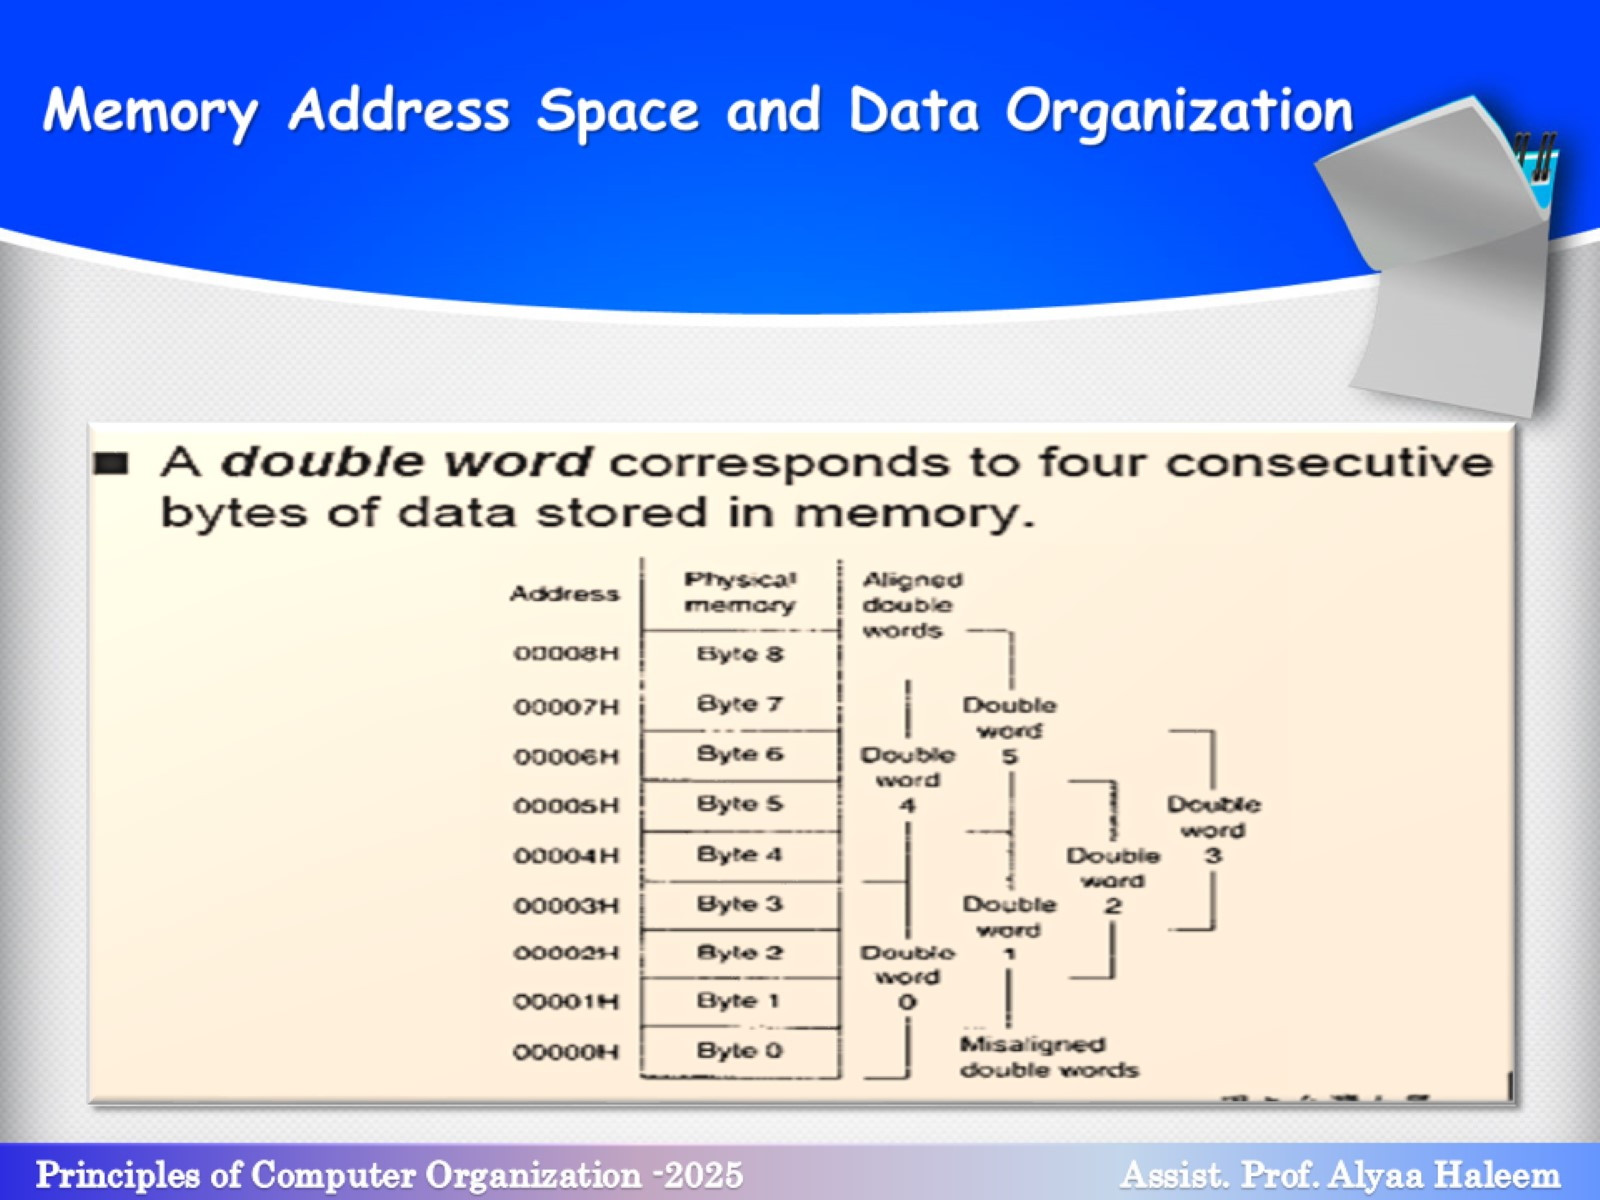 Memory Address Space and Data Organization
■ A double word corresponds to four consecutive
bytes of data stored in memory.
Address
Physical
memory
Aligned
double
words
00008H Byte 8
00007H Byte 7
00006H Byte 6
00005H Byte 5
00004H Byte 4
00003H Byte 3
00002H Byte 2
00001H Byte 1
00000H Byte 0
Double
word
4
Double
word
0
Double
word
5
Double
word
1
Double
word
2
Double
word
3
Misaligned
double words
Principles of Computer Organization -2025
Assist. Prof. Alyaa Haleem